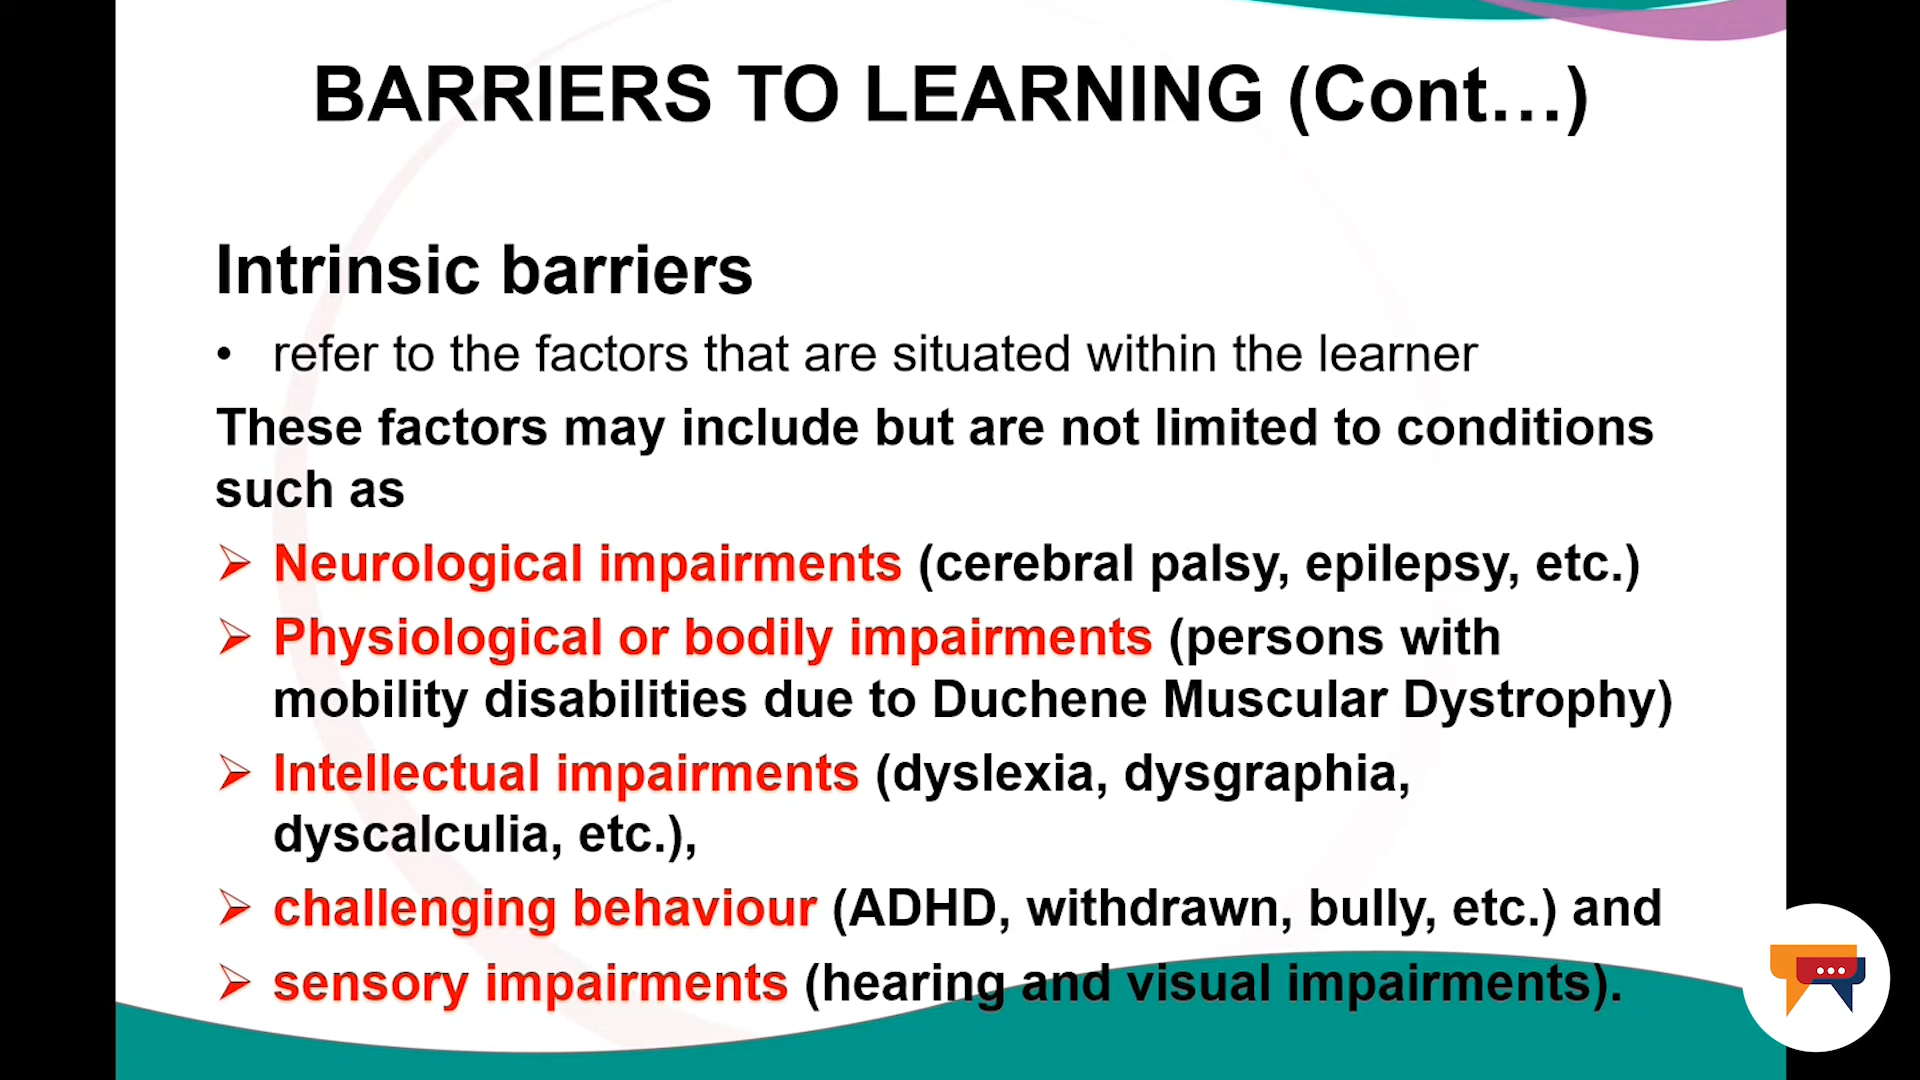 BARRIERS TO LEARNING (Cont…)
Intrinsic barriers
• refer to the factors that are situated within the learner
These factors may include but are not limited to conditions
such as
➢ Neurological impairments (cerebral palsy, epilepsy, etc.)
➢ Physiological or bodily impairments (persons with
mobility disabilities due to Duchene Muscular Dystrophy)
➢ Intellectual impairments (dyslexia, dysgraphia,
dyscalculia, etc.),
➢ challenging behaviour (ADHD, withdrawn, bully, etc.) and
➢ sensory impairments (hearing and visual impairments).